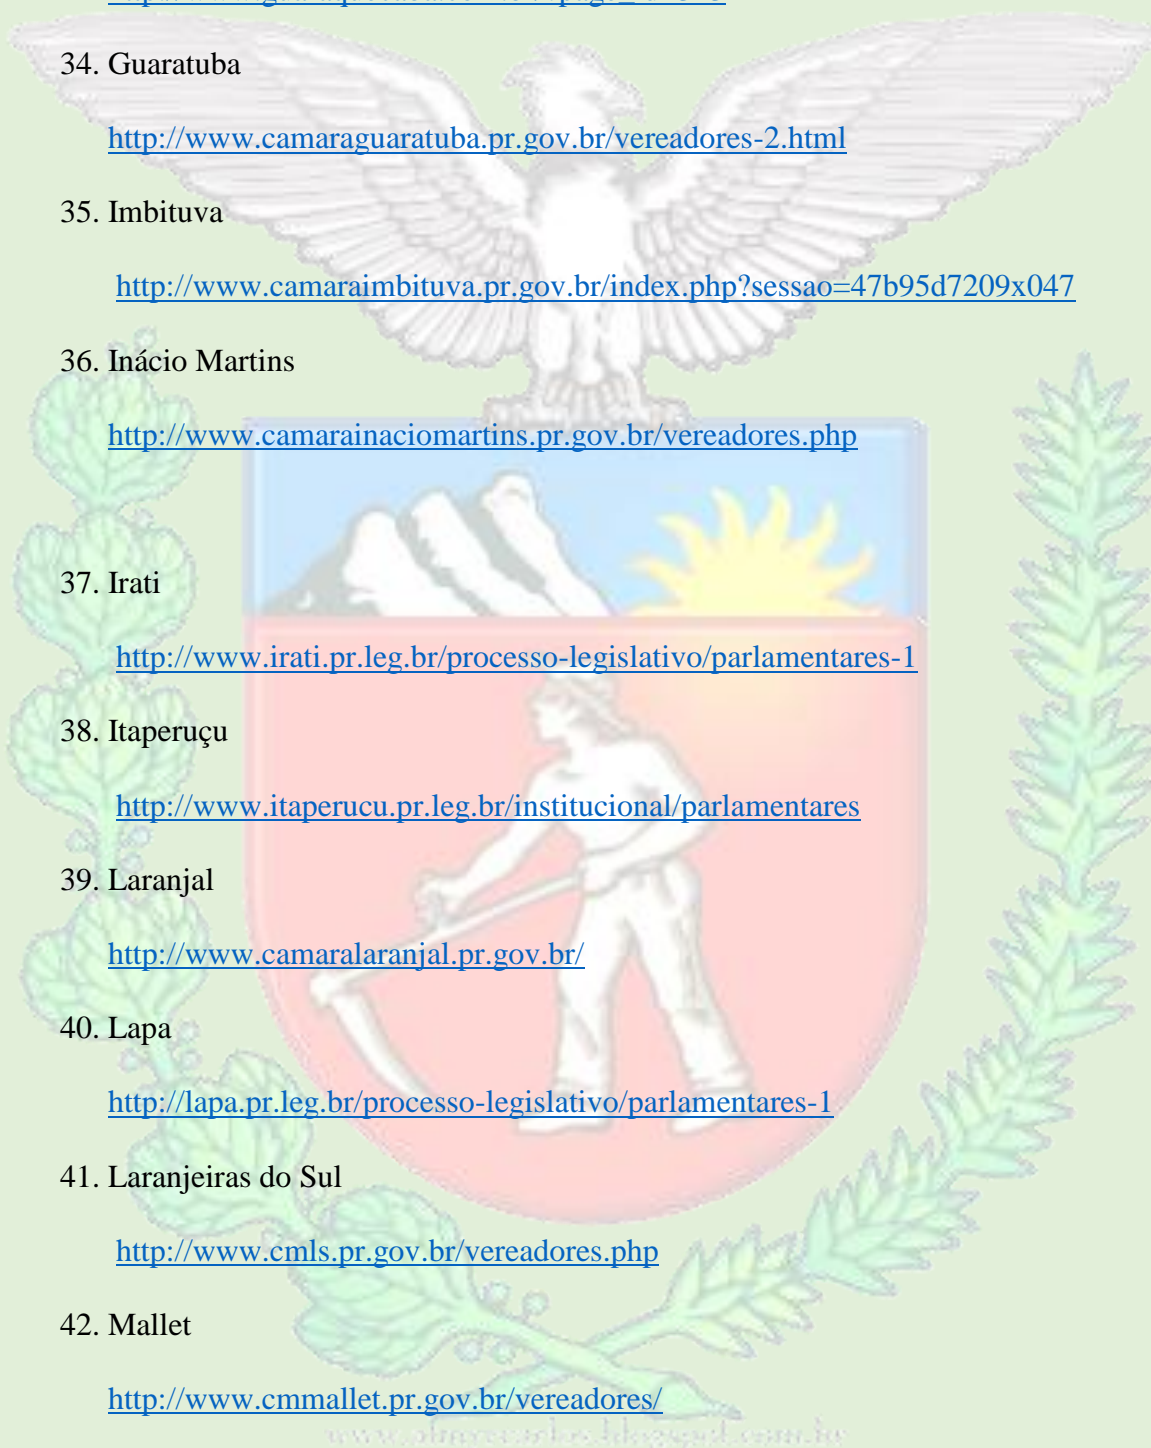 34. Guaratuba
http://www.camaraguaratuba.pr.gov.br/vereadores-2.html
35. Imbituva
http://www.camaraimbituva.pr.gov.br/index.php?sessao=47b95d7209x047
36. Inácio Martins
http://www.camarainaciomartins.pr.gov.br/vereadores.php
37. Irati
http://www.irati.pr.leg.br/processo-legislativo/parlamentares-1
38. Itaperuçu
http://www.itaperucu.pr.leg.br/institucional/parlamentares
39. Laranjal
http://www.camaralaranjal.pr.gov.br/
40. Lapa
http://lapa.pr.leg.br/processo-legislativo/parlamentares-1
41. Laranjeiras do Sul
http://www.cmls.pr.gov.br/vereadores.php
42. Mallet
http://www.cmmallet.pr.gov.br/vereadores/